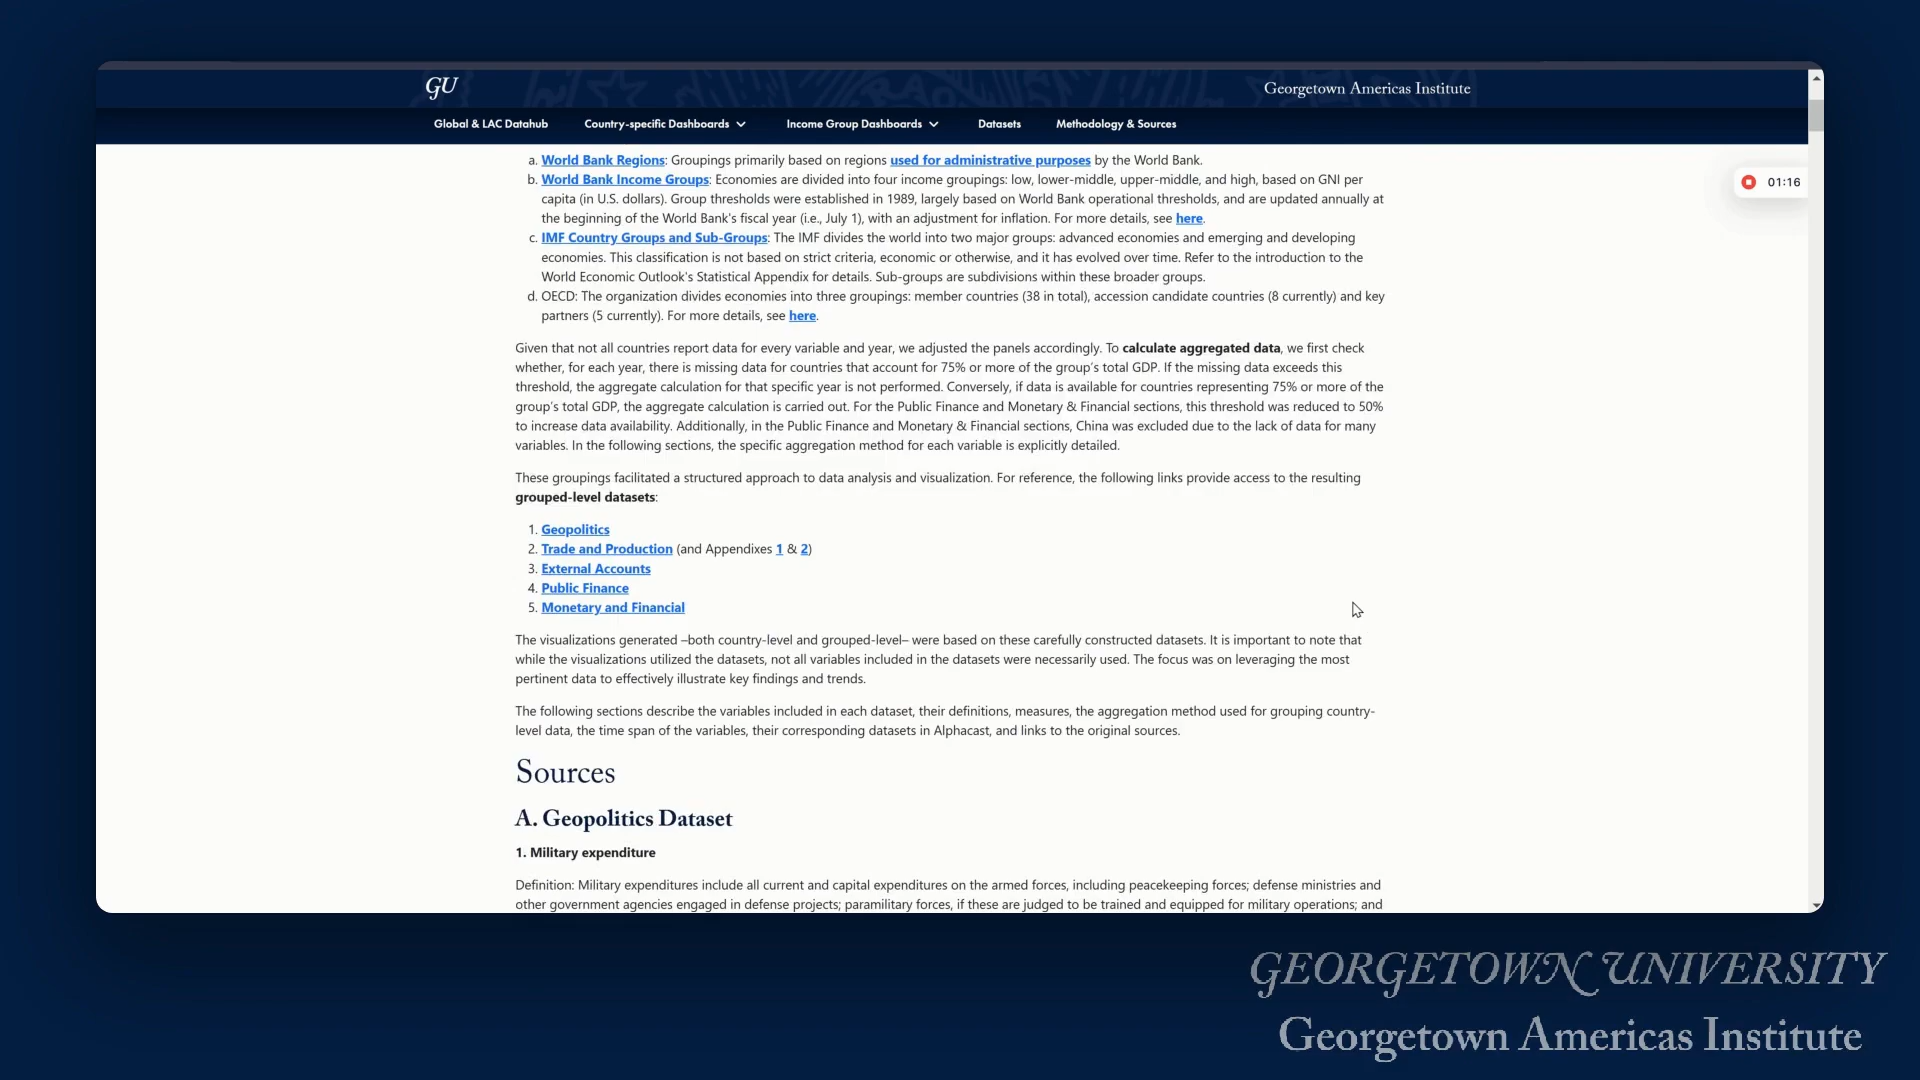 GU
Georgetown Americas Institute
Global & LAC Datahub Country-specific Dashboards Income Group Dashboards Datasets Methodology & Sources
a. World Bank Regions: Groupings primarily based on regions used for administrative purposes by the World Bank.
b. World Bank Income Groups: Economies are divided into four income groupings: low, lower-middle, upper-middle, and high, based on GNI per
capita (in U.S. dollars). Group thresholds were established in 1989, largely based on World Bank operational thresholds, and are updated annually at
the beginning of the World Bank's fiscal year (i.e., July 1), with an adjustment for inflation. For more details, see here.
c. IMF Country Groups and Sub-Groups: The IMF divides the world into two major groups: advanced economies and emerging and developing
economies. This classification is not based on strict criteria, economic or otherwise, and it has evolved over time. Refer to the introduction to the
World Economic Outlook's Statistical Appendix for details. Sub-groups are subdivisions within these broader groups.
d. OECD: The organization divides economies into three groupings: member countries (38 in total), accession candidate countries (8 currently) and key
partners (5 currently). For more details, see here.
01:16
Given that not all countries report data for every variable and year, we adjusted the panels accordingly. To calculate aggregated data, we first check
whether, for each year, there is missing data for countries that account for 75% or more of the group's total GDP. If the missing data exceeds this
threshold, the aggregate calculation for that specific year is not performed. Conversely, if data is available for countries representing 75% or more of the
group's total GDP, the aggregate calculation is carried out. For the Public Finance and Monetary & Financial sections, this threshold was reduced to 50%
to increase data availability. Additionally, in the Public Finance and Monetary & Financial sections, China was excluded due to the lack of data for many
variables. In the following sections, the specific aggregation method for each variable is explicitly detailed.
These groupings facilitated a structured approach to data analysis and visualization. For reference, the following links provide access to the resulting
grouped-level datasets:
1. Geopolitics
2. Trade and Production (and Appendixes 1 & 2)
3. External Accounts
4. Public Finance
5. Monetary and Financial
The visualizations generated –both country-level and grouped-level– were based on these carefully constructed datasets. It is important to note that
while the visualizations utilized the datasets, not all variables included in the datasets were necessarily used. The focus was on leveraging the most
pertinent data to effectively illustrate key findings and trends.
The following sections describe the variables included in each dataset, their definitions, measures, the aggregation method used for grouping country-
level data, the time span of the variables, their corresponding datasets in Alphacast, and links to the original sources.
Sources
A. Geopolitics Dataset
1. Military expenditure
Definition: Military expenditures include all current and capital expenditures on the armed forces, including peacekeeping forces; defense ministries and
other government agencies engaged in defense projects; paramilitary forces, if these are judged to be trained and equipped for military operations; and
GEORGETOWN UNIVERSITY
Georgetown Americas Institute